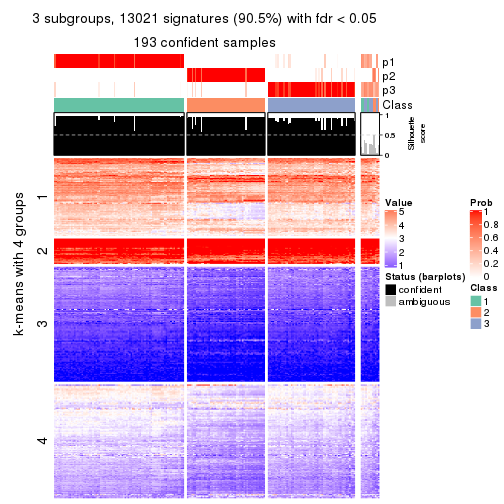 3 subgroups, 13021 signatures (90.5%) with fdr < 0.05
193 confident samples
p1
p2
p3
Class
1
0.5
0
Silhouette
score
k-means with 4 groups
1
2
3
4
Value
5
4
3
2
1
Status (barplots)
confident
ambiguous
Prob
1
0.8
0.6
0.4
0.2
0
Class
1
2
3